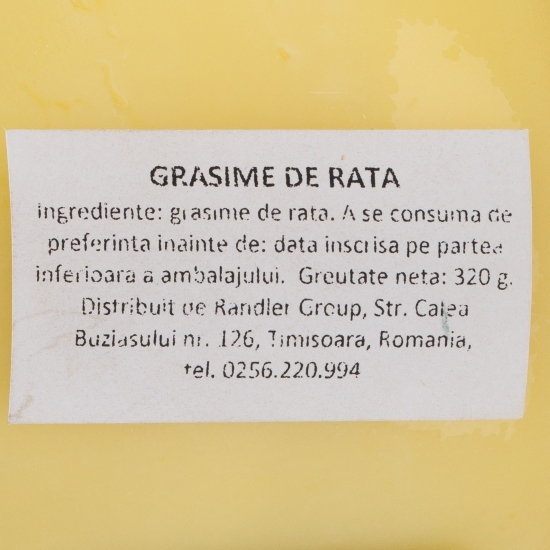 GRASIME DE RATA
Ingrediente: grasime de rata. A se consuma de
preferinta inainte de: data inscrisa pe partea
inferioara a ambalajului. Greutate neta: 320 g.
Distribuit de Randler Group, Str. Calea
Buziasului nr. 126, Timisoara, Romania,
tel. 0256.220.994